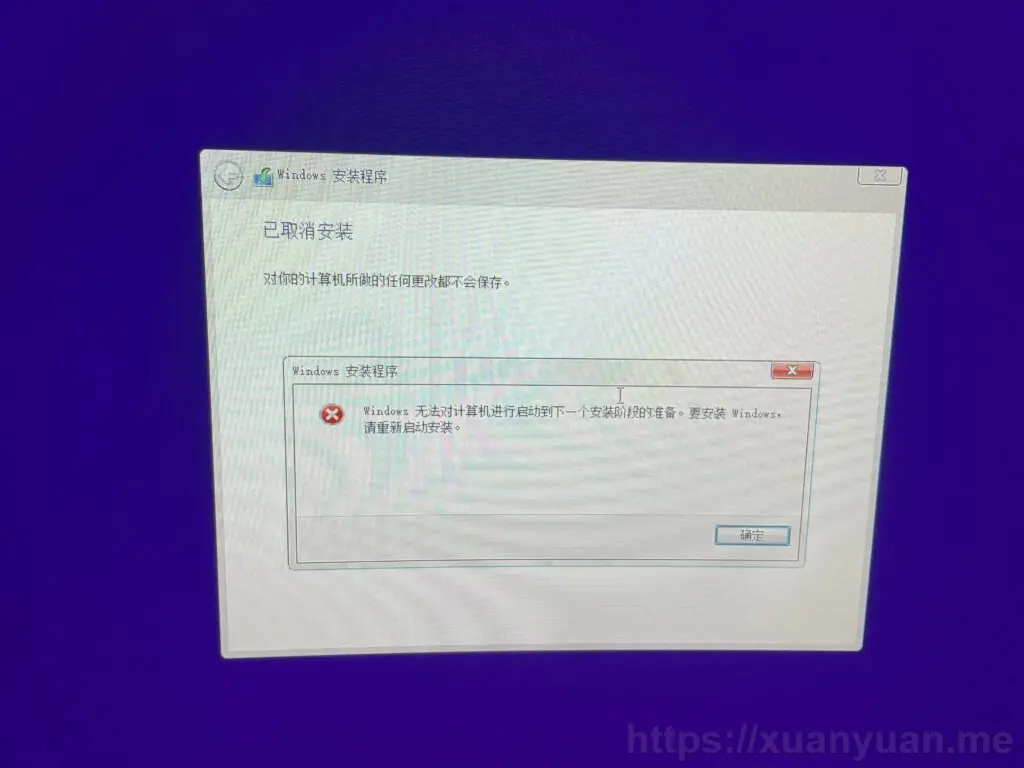 Windows 安装程序
已取消安装
对你的计算机所做的任何更改都不会保存。
Windows 安装程序
Windows 无法对计算机进行启动到下一个安装阶段的准备。要安装 Windows，
请重新启动安装。
确定
https://xuanyuan.me